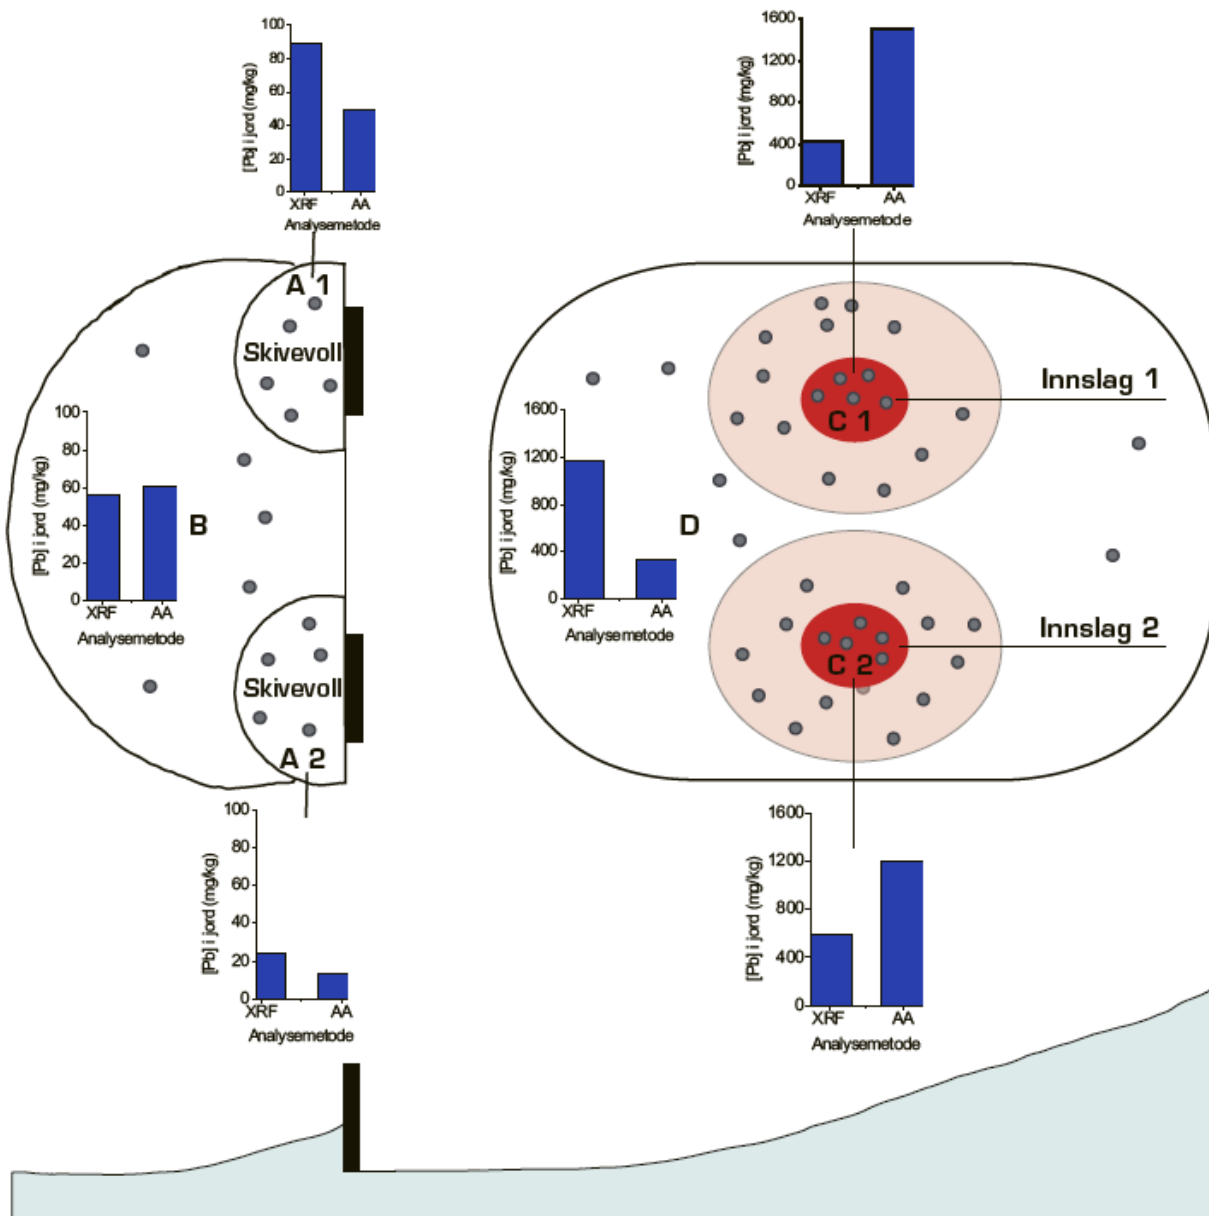 100
80
60
40
20
0
[Pb] i jord (mg/kg)
XRF
AA
Analysemetode
1600
1200
800
400
0
[Pb] i jord (mg/kg)
XRF
AA
Analysemetode
A 1
Skivevoll
100
80
60
40
20
0
[Pb] i jord (mg/kg)
XRF
AA
Analysemetode
B
Skivevoll
A 2
C 1
Innslag 1
1600
1200
800
400
0
[Pb] i jord (mg/kg)
XRF
AA
Analysemetode
D
C 2
Innslag 2
100
80
60
40
20
0
[Pb] i jord (mg/kg)
XRF
AA
Analysemetode
1600
1200
800
400
0
[Pb] i jord (mg/kg)
XRF
AA
Analysemetode